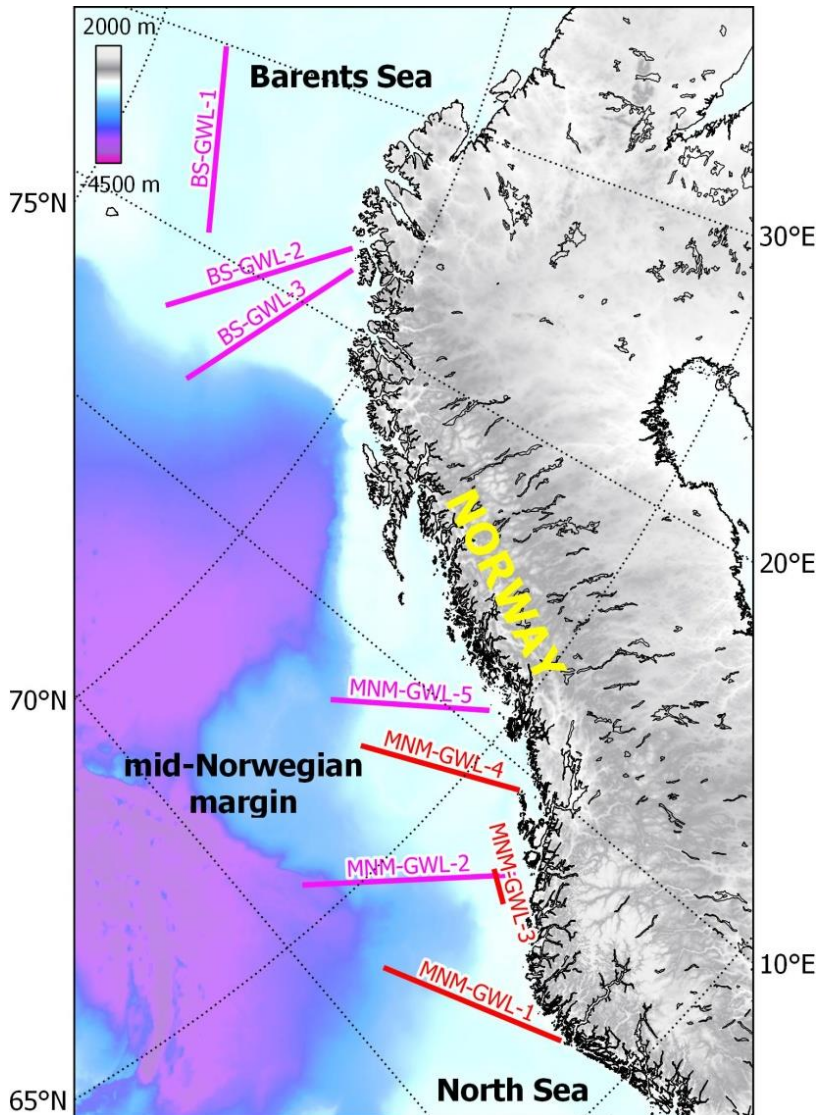 2000 m
-4500 m
Barents Sea
BS-GWL-1
75°N
30°E
BS-GWL-2
BS-GWL-3
NORWAY
20°E
70°N
MNM-GWL-5
MNM-GWL-4
mid-Norwegian
margin
MNM-GWL-2
MNM-GWL-3
10°E
MNM-GWL-1
North Sea
65°N